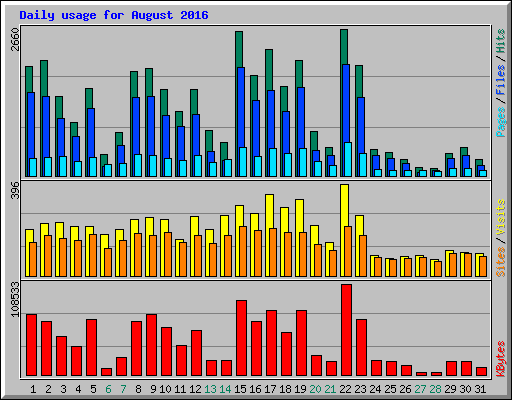 Daily usage for August 2016
2660
Pages / Files / Hits
396
Sites / Visits
108533
KBytes
1 2 3 4 5 6 7 8 9 10 11 12 13 14 15 16 17 18 19 20 21 22 23 24 25 26 27 28 29 30 31